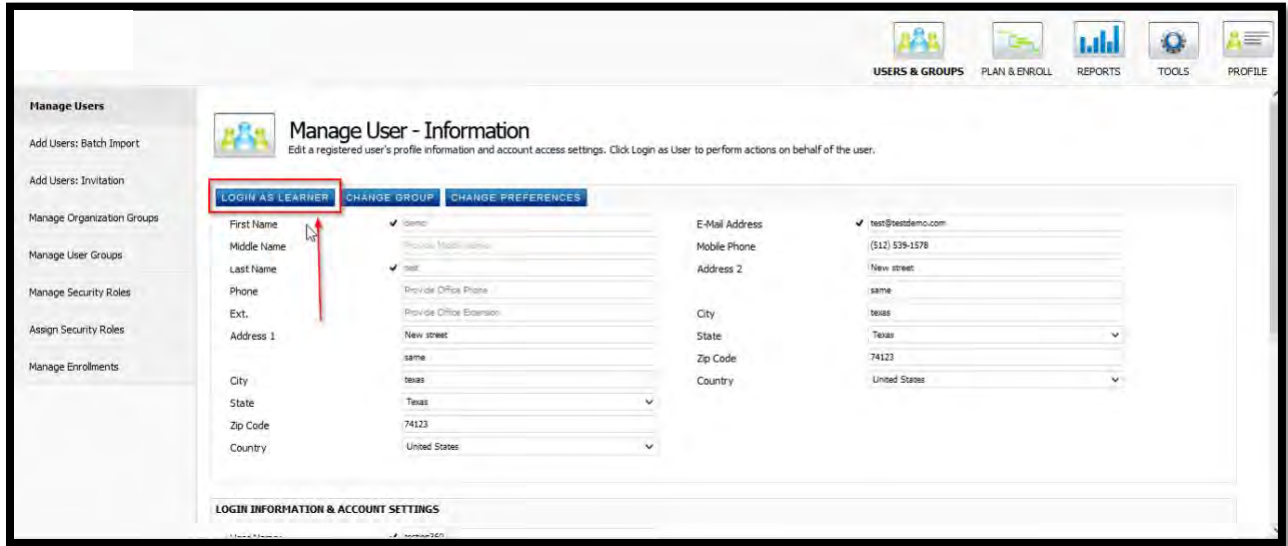 USERS & GROUPS PLAN & ENROLL REPORTS TOOLS PROFILE
Manage Users
Add Users: Batch Import
Add Users: Invitation
Manage Organization Groups
Manage User Groups
Manage Security Roles
Assign Security Roles
Manage Enrollments
Manage User - Information
Edit a registered user's profile information and account access settings. Click Login as User to perform actions on behalf of the user.
LOGIN AS LEARNER CHANGE GROUP CHANGE PREFERENCES
First Name demo
Middle Name Provide Middle Name
Last Name test
Phone Provide Office Phone
Ext. Provide Office Extension
Address 1 New street
same
City texas
State Texas
Zip Code 74123
Country United States
E-Mail Address test@testdemo.com
Mobile Phone (512) 539-1578
Address 2 New street
same
City texas
State Texas
Zip Code 74123
Country United States
LOGIN INFORMATION & ACCOUNT SETTINGS